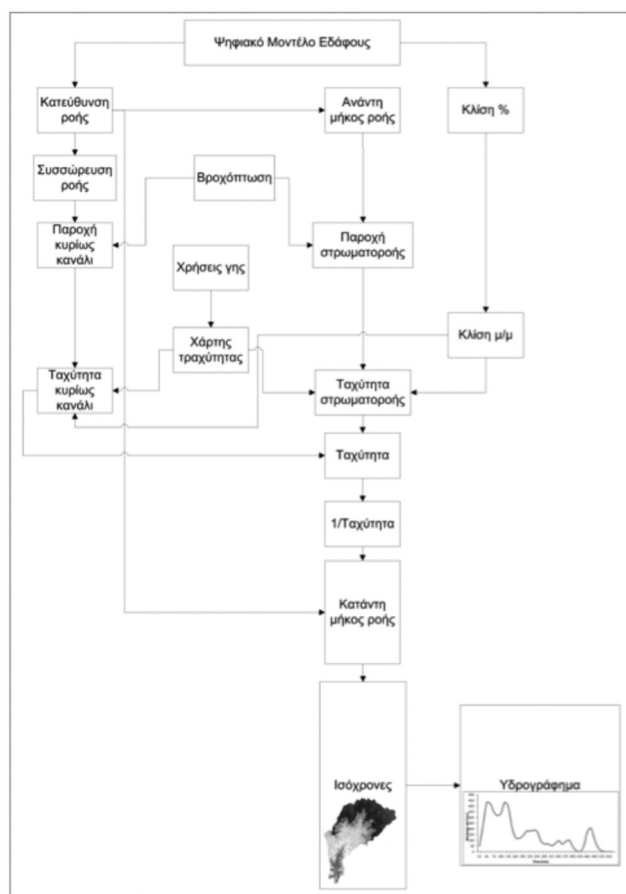 Ψηφιακό Μοντέλο Εδάφους
Κατεύθυνση
ροής
Ανάντη
μήκος ροής
Κλίση %
Συσσώρευση
ροής
Βροχόπτωση
Παροχή
κυρίως
κανάλι
Παροχή
στρωματοροής
Χρήσεις γης
Χάρτης
τραχύτητας
Κλίση μ/μ
Ταχύτητα
κυρίως
κανάλι
Ταχύτητα
στρωματοροής
Ταχύτητα
1/Ταχύτητα
Κατάντη
μήκος ροής
Ισόχρονες
Υδρογράφημα